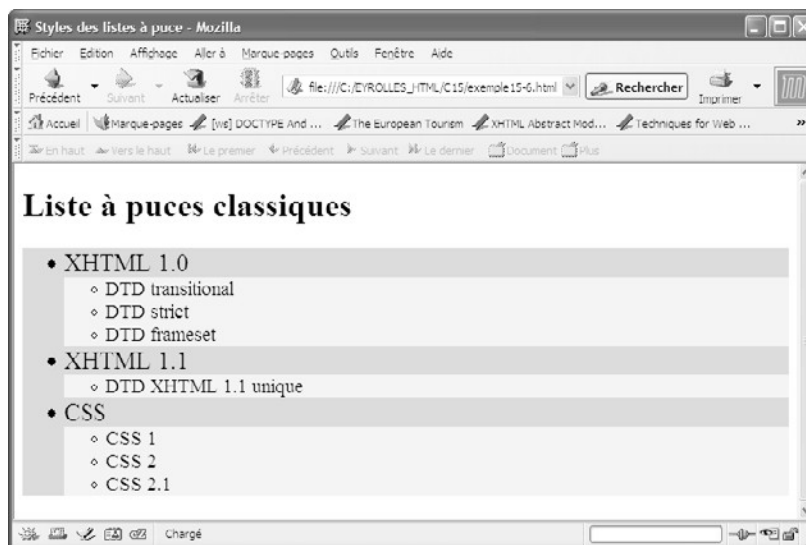 Styles des listes à puce - Mozilla
Fichier Edition Affichage Aller à Marque-pages Outils Fenêtre Aide
Précédent Suivant Actualiser Arrêter file:///C:/EYROLLES_HTML/C15/exemple15-6.html Rechercher Imprimer
Accueil Marque-pages [ws] DOCTYPE And ... The European Tourism XHTML Abstract Mod... Techniques for Web ... »
En haut Vers le haut Le premier Précédent Suivant Le dernier Document Plus
Liste à puces classiques
• XHTML 1.0
◦ DTD transitional
◦ DTD strict
◦ DTD frameset
• XHTML 1.1
◦ DTD XHTML 1.1 unique
• CSS
◦ CSS 1
◦ CSS 2
◦ CSS 2.1
Chargé